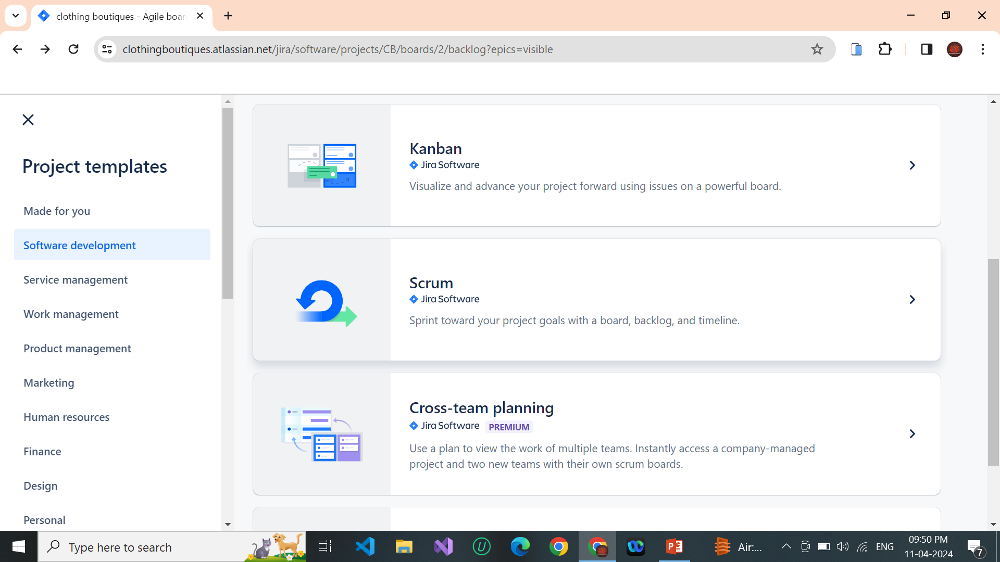 clothing boutiques - Agile boar
clothingboutiques.atlassian.net/jira/software/projects/CB/boards/2/backlog?epics=visible
Project templates
Made for you
Software development
Service management
Work management
Product management
Marketing
Human resources
Finance
Design
Personal
Kanban
Jira Software
Visualize and advance your project forward using issues on a powerful board.
Scrum
Jira Software
Sprint toward your project goals with a board, backlog, and timeline.
Cross-team planning
Jira Software PREMIUM
Use a plan to view the work of multiple teams. Instantly access a company-managed
project and two new teams with their own scrum boards.
Type here to search
Air:...
ENG
09:50 PM
11-04-2024
7